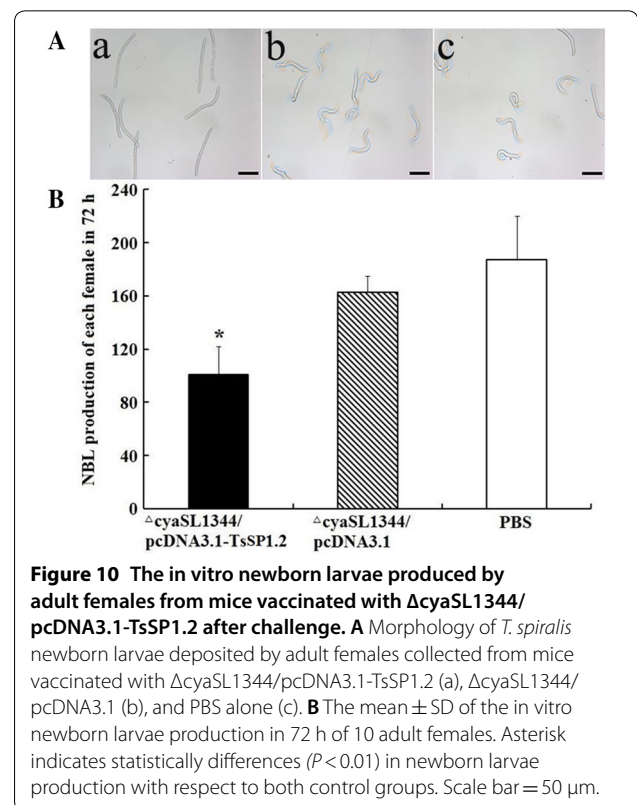 A
a
b
c
B
NBL production of each female in 72 h
240
200
160
120
80
40
0
*
△cyaSL1344/
pcDNA3.1-TsSP1.2
△cyaSL1344/
pcDNA3.1
PBS
Figure 10 The in vitro newborn larvae produced by
adult females from mice vaccinated with ΔcyaSL1344/
pcDNA3.1-TsSP1.2 after challenge. A Morphology of T. spiralis
newborn larvae deposited by adult females collected from mice
vaccinated with ΔcyaSL1344/pcDNA3.1-TsSP1.2 (a), ΔcyaSL1344/
pcDNA3.1 (b), and PBS alone (c). B The mean ± SD of the in vitro
newborn larvae production in 72 h of 10 adult females. Asterisk
indicates statistically differences (P < 0.01) in newborn larvae
production with respect to both control groups. Scale bar = 50 μm.